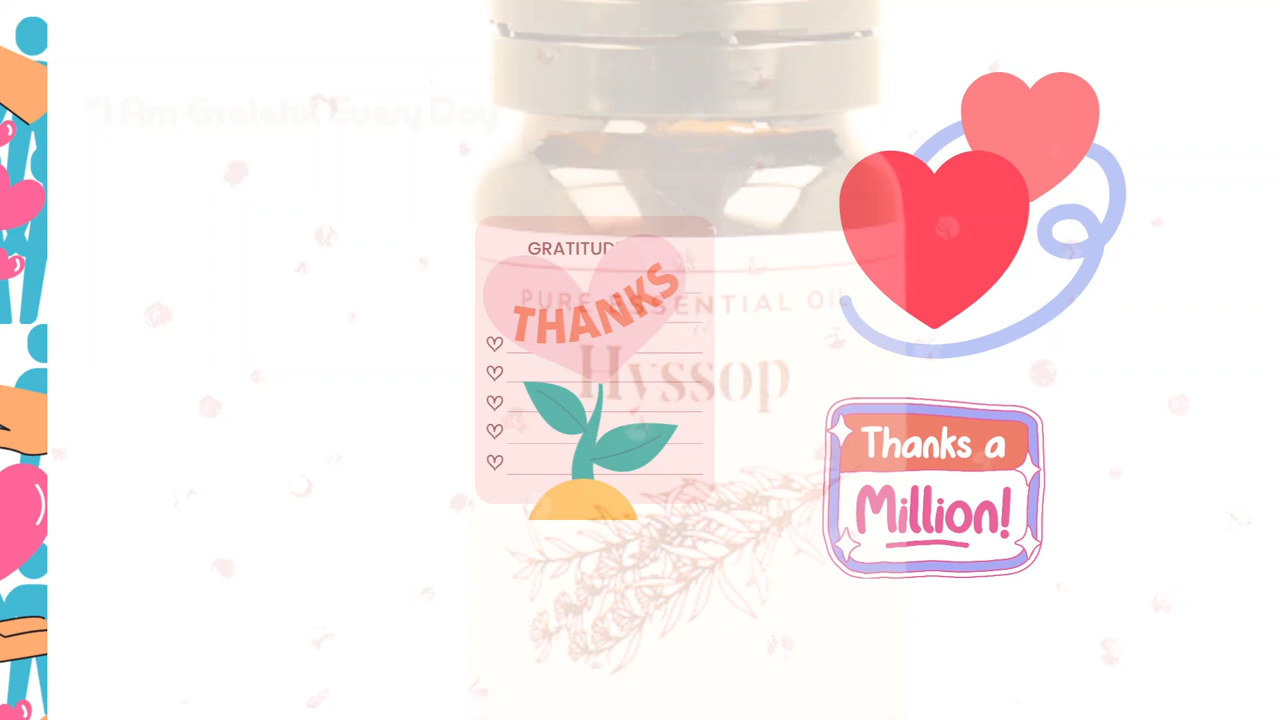 "I Am Grateful Every Day
GRATITUD
THANKS
PURE ESSENTIAL OIL
Hyssop
Thanks a
Million!